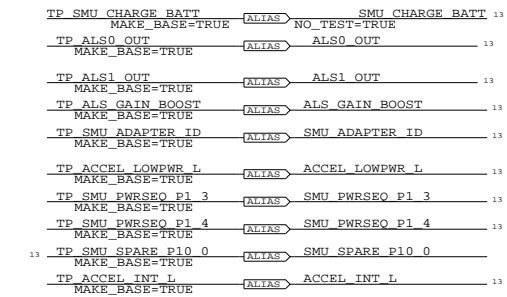 TP_SMU_CHARGE_BATT ALIAS SMU_CHARGE_BATT 13
MAKE_BASE=TRUE NO_TEST=TRUE
TP_ALS0_OUT ALIAS ALS0_OUT 13
MAKE_BASE=TRUE
TP_ALS1_OUT ALIAS ALS1_OUT 13
MAKE_BASE=TRUE
TP_ALS_GAIN_BOOST ALIAS ALS_GAIN_BOOST 13
MAKE_BASE=TRUE
TP_SMU_ADAPTER_ID ALIAS SMU_ADAPTER_ID 13
MAKE_BASE=TRUE
TP_ACCEL_LOWPWR_L ALIAS ACCEL_LOWPWR_L 13
MAKE_BASE=TRUE
TP_SMU_PWRSEQ_P1_3 ALIAS SMU_PWRSEQ_P1_3 13
MAKE_BASE=TRUE
TP_SMU_PWRSEQ_P1_4 ALIAS SMU_PWRSEQ_P1_4 13
MAKE_BASE=TRUE
13 TP_SMU_SPARE_P10_0 ALIAS SMU_SPARE_P10_0
MAKE_BASE=TRUE
TP_ACCEL_INT_L ALIAS ACCEL_INT_L 13
MAKE_BASE=TRUE